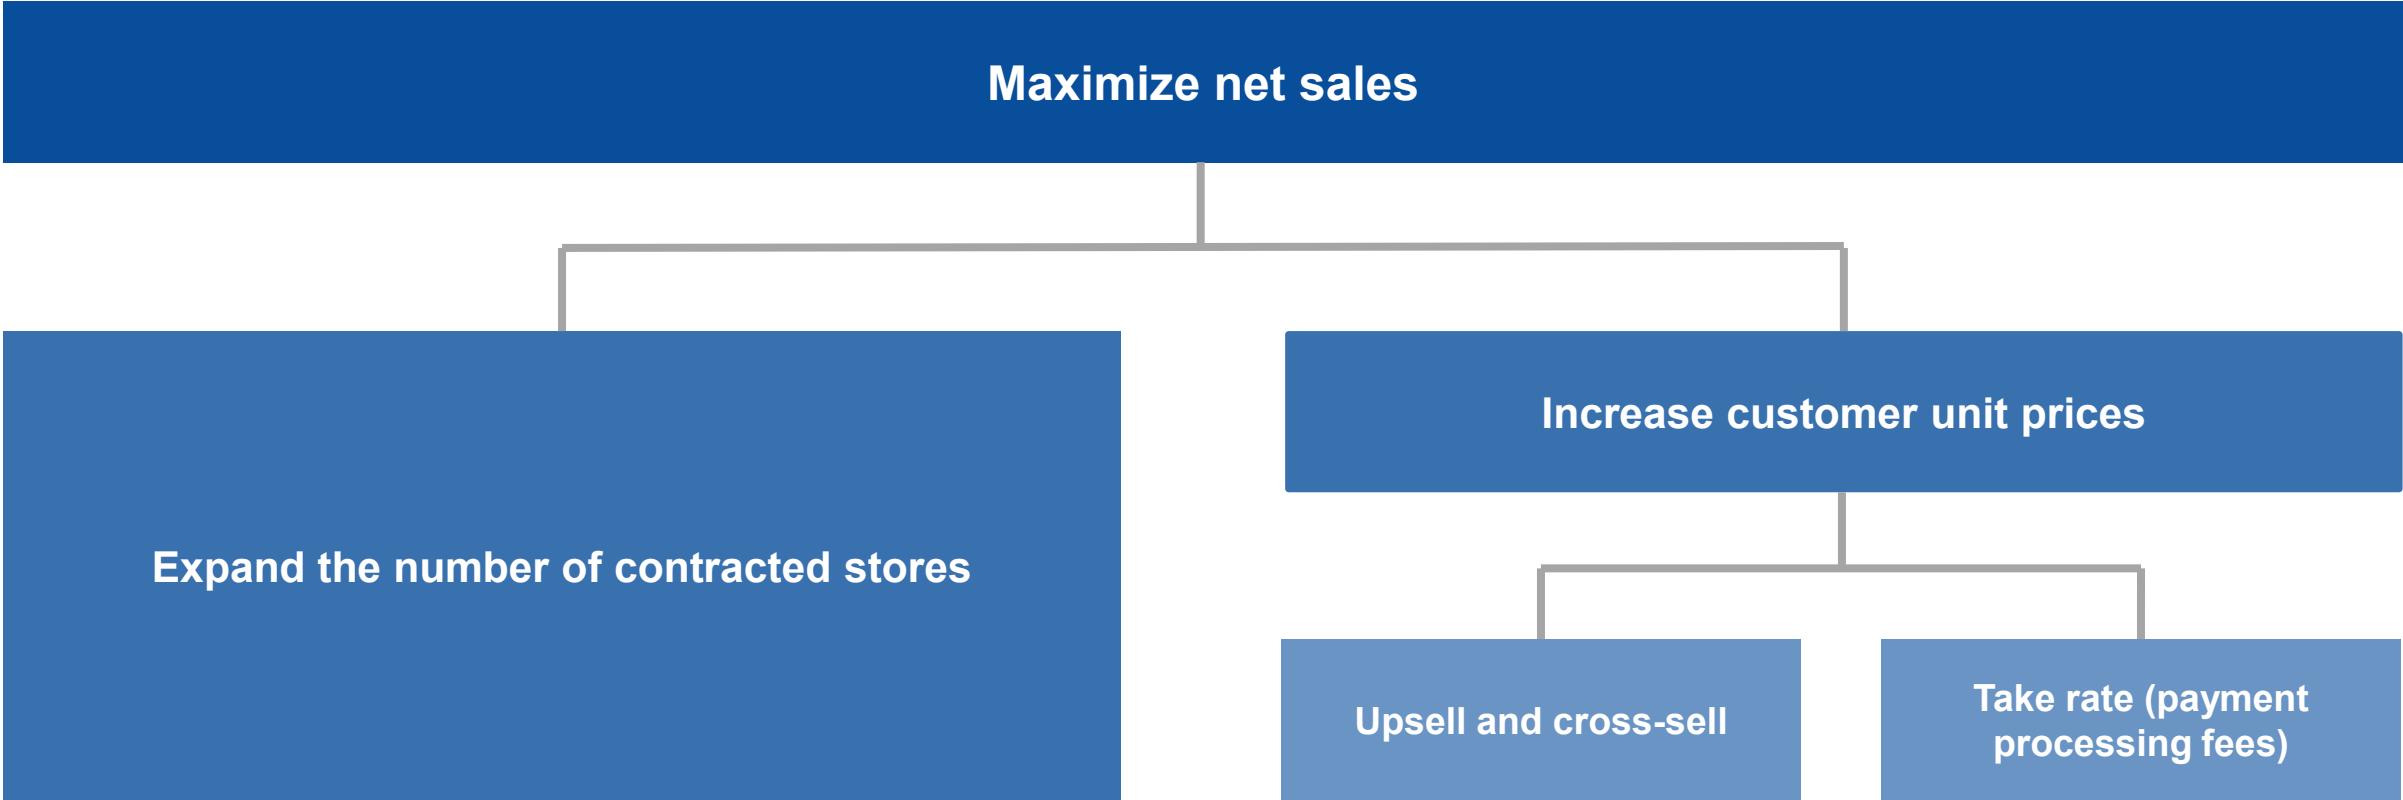 Maximize net sales
Expand the number of contracted stores
Increase customer unit prices
Upsell and cross-sell
Take rate (payment
processing fees)